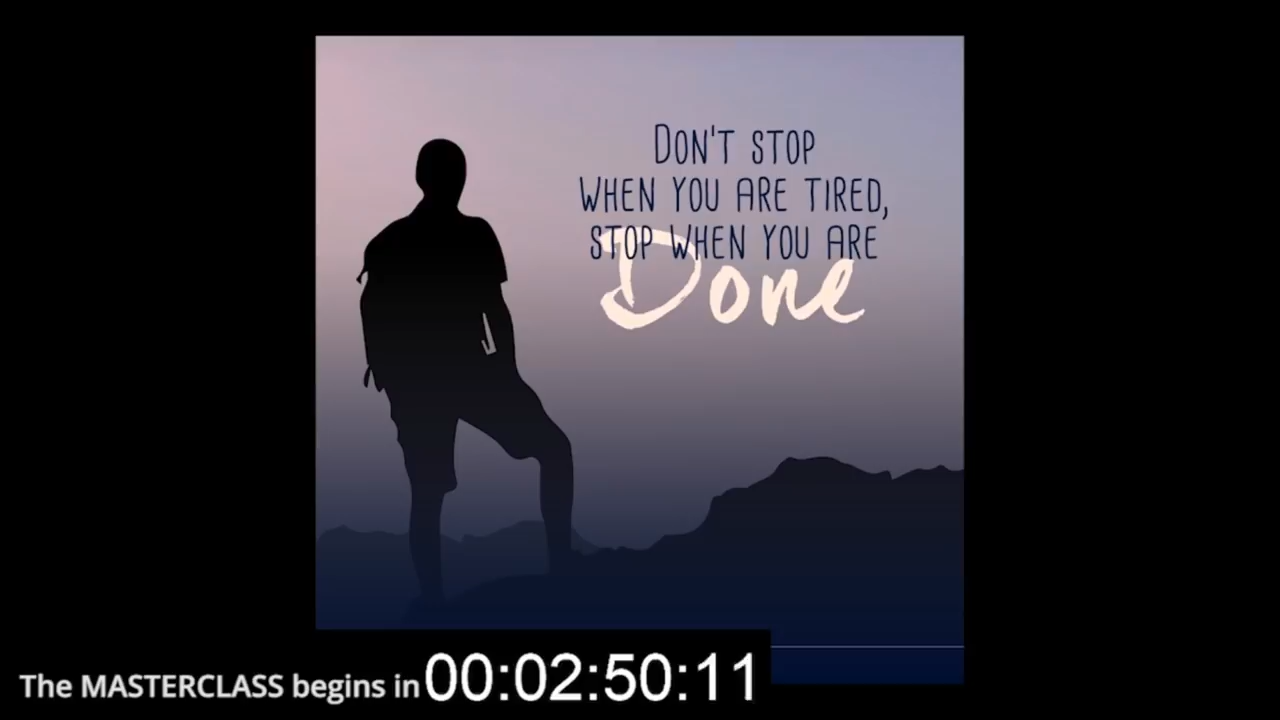 DON'T STOP
WHEN YOU ARE TIRED,
STOP WHEN YOU ARE
Done
The MASTERCLASS begins in 00:02:50:11